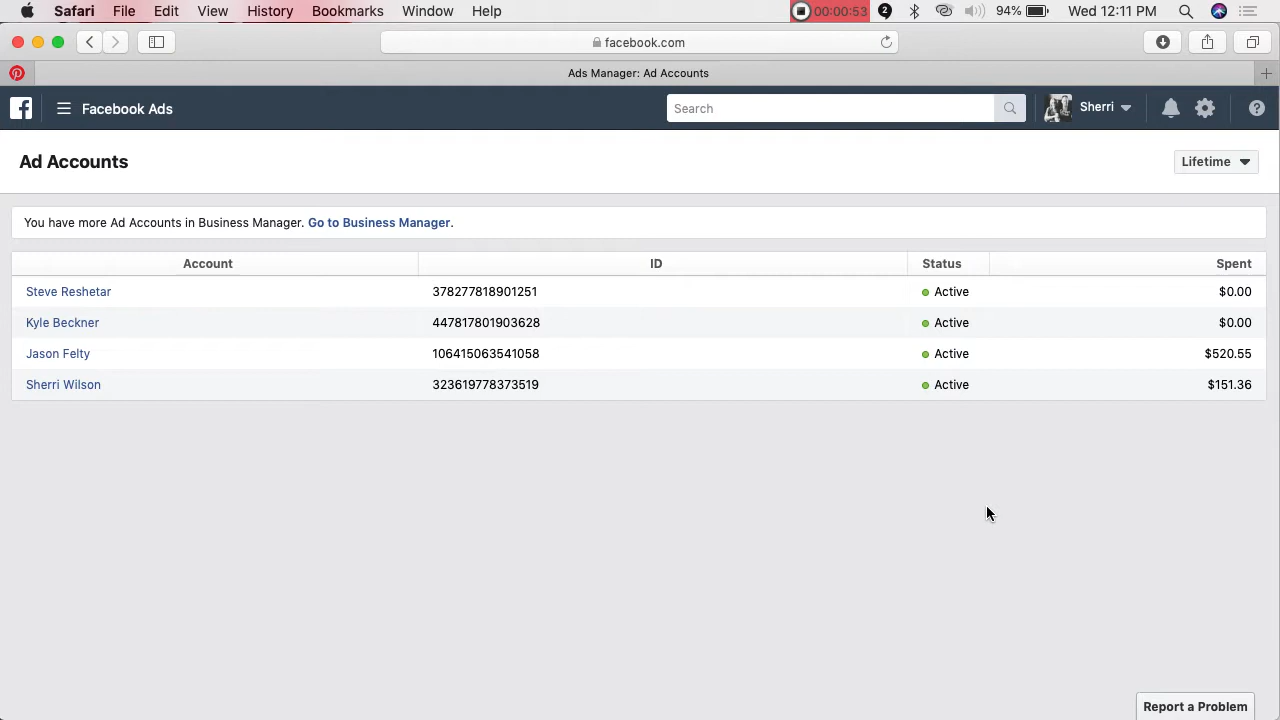 Safari File Edit View History Bookmarks Window Help 00:00:53 2 94% Wed 12:11 PM
facebook.com
Ads Manager: Ad Accounts
Facebook Ads Search Sherri
Ad Accounts Lifetime
You have more Ad Accounts in Business Manager. Go to Business Manager.
Account ID Status Spent
Steve Reshetar 378277818901251 Active $0.00
Kyle Beckner 447817801903628 Active $0.00
Jason Felty 106415063541058 Active $520.55
Sherri Wilson 323619778373519 Active $151.36
Report a Problem